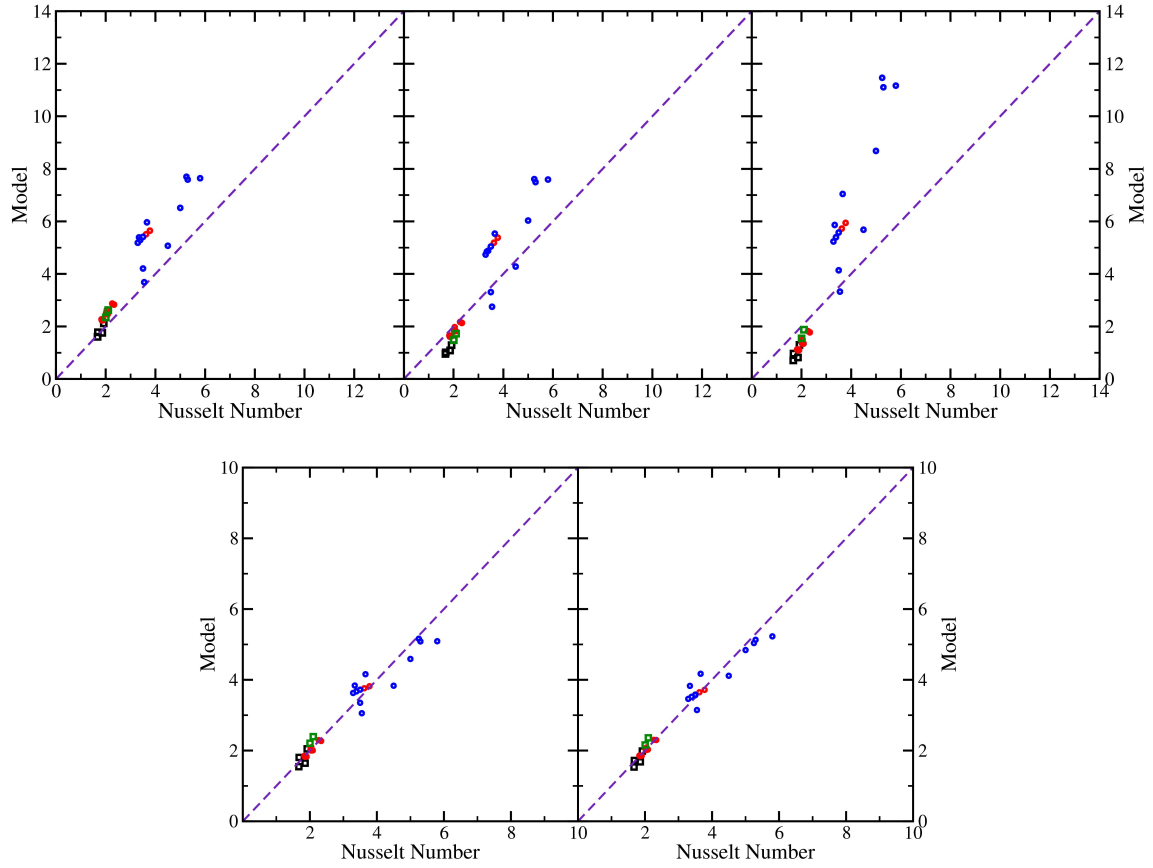 14 14
12 12
10 10
8 8
6 6
4 4
2 2
0 0
Model Model
0 2 4 6 8 10 12 0 2 4 6 8 10 12 0 2 4 6 8 10 12 14
Nusselt Number Nusselt Number Nusselt Number
10 10
8 8
6 6
4 4
2 2
0 0
Model Model
2 4 6 8 10 2 4 6 8 10
Nusselt Number Nusselt Number